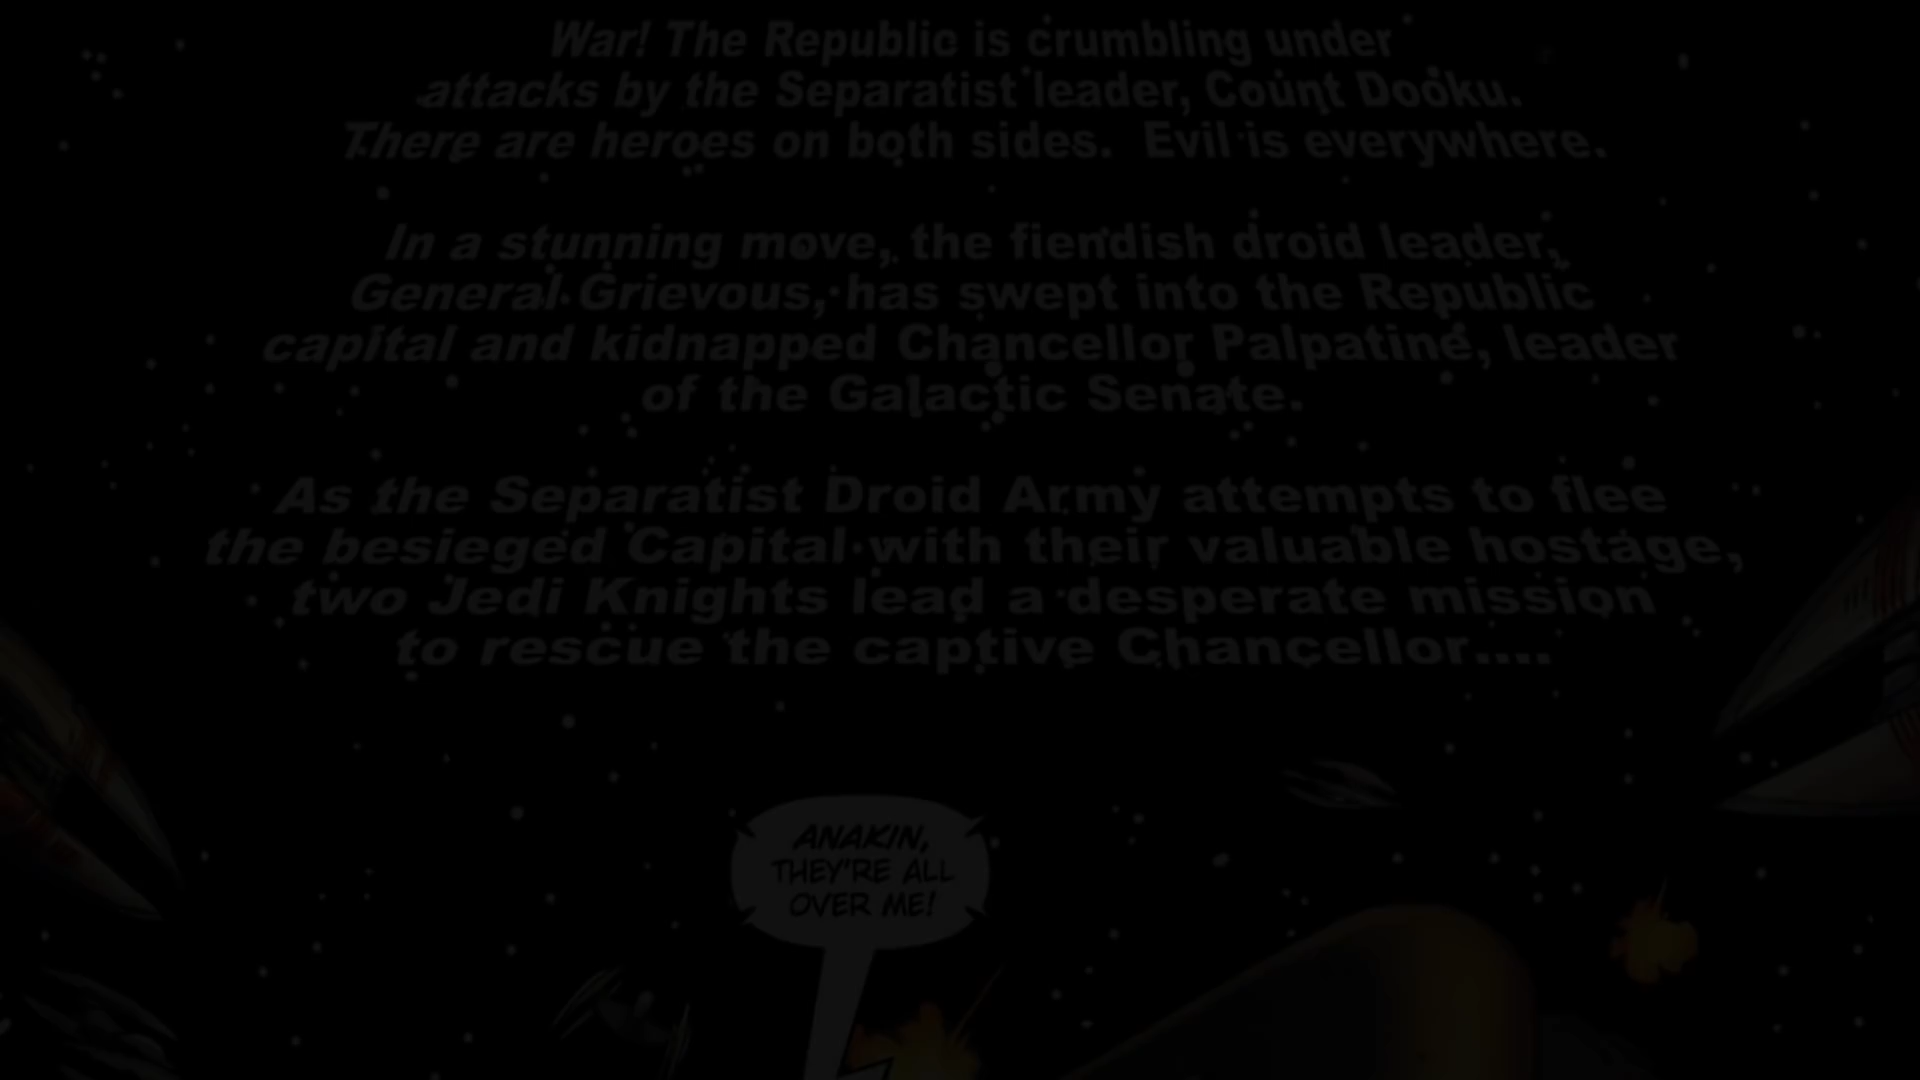 War! The Republic is crumbling under
attacks by the Separatist leader, Count Dooku.
There are heroes on both sides. Evil is everywhere.
In a stunning move, the fiendish droid leader,
General Grievous, has swept into the Republic
capital and kidnapped Chancellor Palpatine, leader
of the Galactic Senate.
As the Separatist Droid Army attempts to flee
the besieged Capital with their valuable hostage,
two Jedi Knights lead a desperate mission
to rescue the captive Chancellor....
ANAKIN,
THEY'RE ALL
OVER ME!